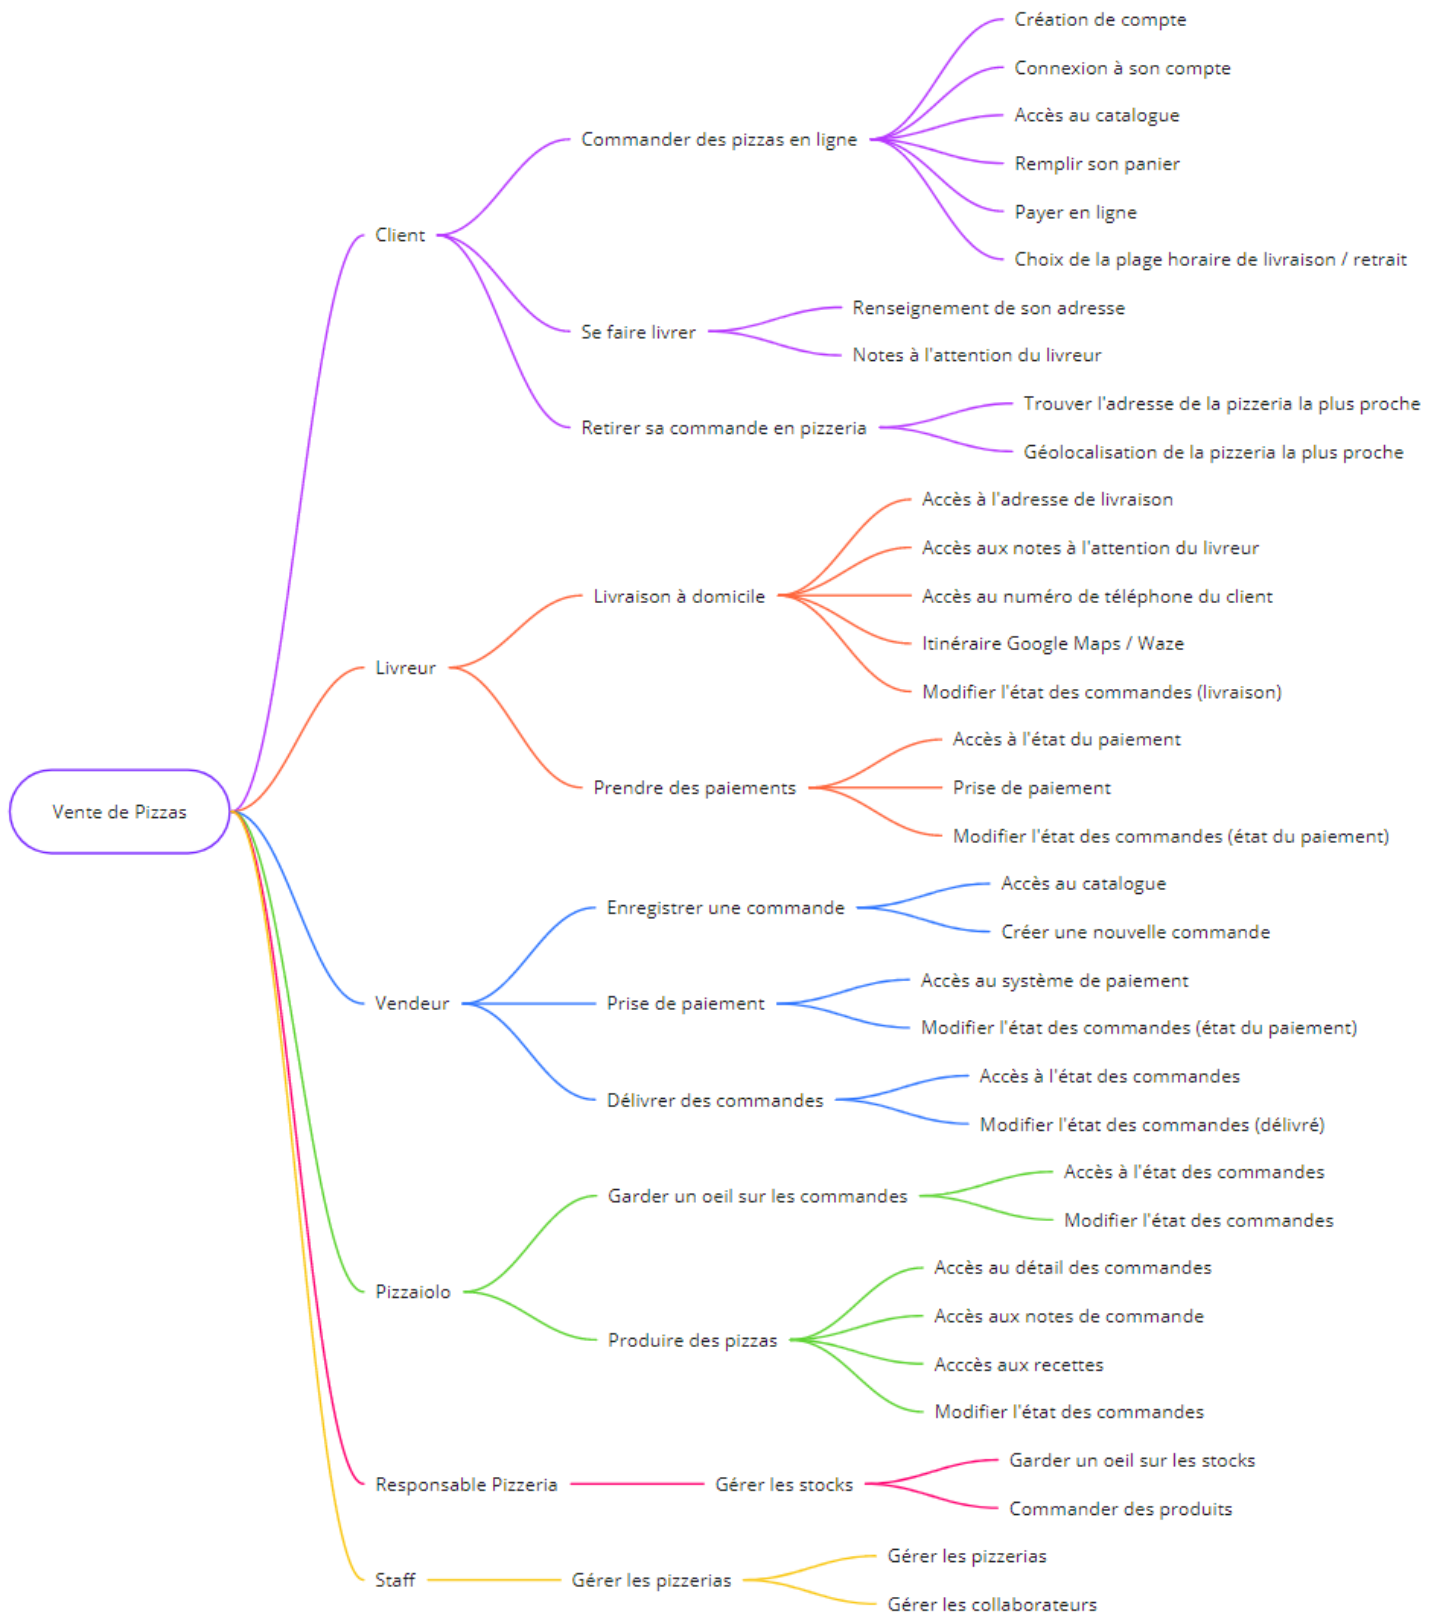 Vente de Pizzas
Client
Commander des pizzas en ligne
Création de compte
Connexion à son compte
Accès au catalogue
Remplir son panier
Payer en ligne
Choix de la plage horaire de livraison / retrait
Se faire livrer
Renseignement de son adresse
Notes à l'attention du livreur
Retirer sa commande en pizzeria
Trouver l'adresse de la pizzeria la plus proche
Géolocalisation de la pizzeria la plus proche
Livreur
Livraison à domicile
Accès à l'adresse de livraison
Accès aux notes à l'attention du livreur
Accès au numéro de téléphone du client
Itinéraire Google Maps / Waze
Modifier l'état des commandes (livraison)
Prendre des paiements
Accès à l'état du paiement
Prise de paiement
Modifier l'état des commandes (état du paiement)
Vendeur
Enregistrer une commande
Accès au catalogue
Créer une nouvelle commande
Prise de paiement
Accès au système de paiement
Modifier l'état des commandes (état du paiement)
Délivrer des commandes
Accès à l'état des commandes
Modifier l'état des commandes (délivré)
Pizzaiolo
Garder un oeil sur les commandes
Accès à l'état des commandes
Modifier l'état des commandes
Produire des pizzas
Accès au détail des commandes
Accès aux notes de commande
Acccès aux recettes
Modifier l'état des commandes
Responsable Pizzeria
Gérer les stocks
Garder un oeil sur les stocks
Commander des produits
Staff
Gérer les pizzerias
Gérer les pizzerias
Gérer les collaborateurs